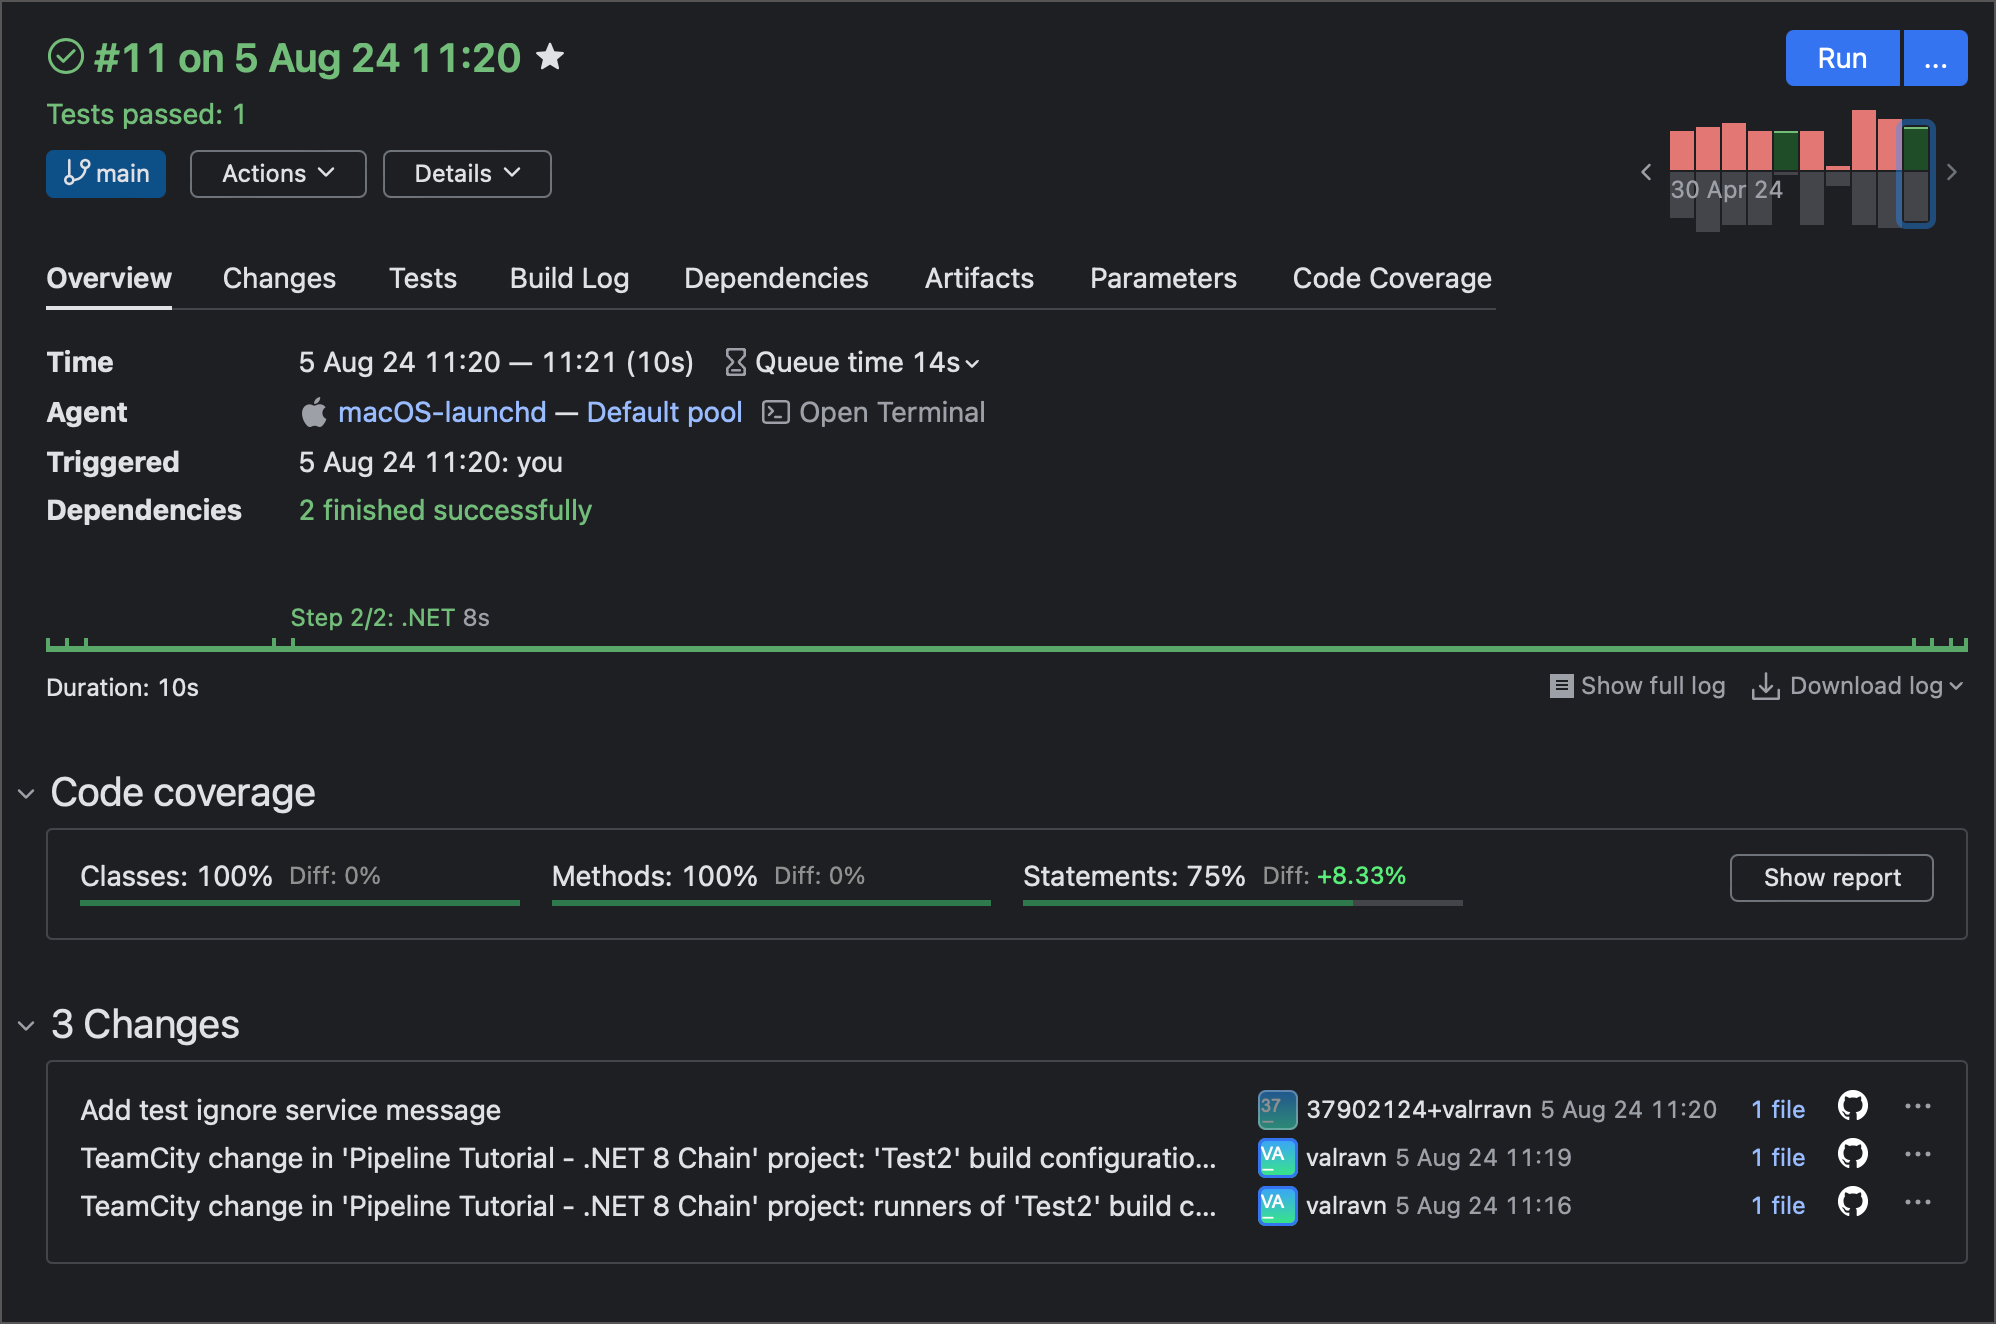 #11 on 5 Aug 24 11:20
Run
...
Tests passed: 1
main
Actions
Details
30 Apr 24
Overview
Changes
Tests
Build Log
Dependencies
Artifacts
Parameters
Code Coverage
Time
5 Aug 24 11:20 — 11:21 (10s)
Queue time 14s
Agent
macOS-launchd — Default pool
Open Terminal
Triggered
5 Aug 24 11:20: you
Dependencies
2 finished successfully
Step 2/2: .NET 8s
Duration: 10s
Show full log
Download log
Code coverage
Classes: 100% Diff: 0%
Methods: 100% Diff: 0%
Statements: 75% Diff: +8.33%
Show report
3 Changes
Add test ignore service message
37
37902124+valrravn 5 Aug 24 11:20
1 file
TeamCity change in 'Pipeline Tutorial - .NET 8 Chain' project: 'Test2' build configuratio...
VA
valravn 5 Aug 24 11:19
1 file
TeamCity change in 'Pipeline Tutorial - .NET 8 Chain' project: runners of 'Test2' build c...
VA
valravn 5 Aug 24 11:16
1 file